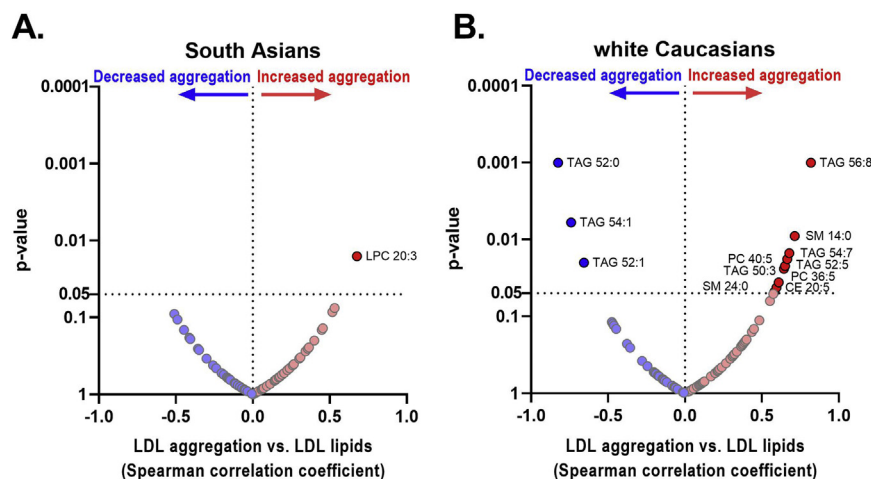 A.
South Asians
Decreased aggregation Increased aggregation
0.0001
0.001
0.01
0.05
0.1
1
p-value
LPC 20:3
-1.0 -0.5 0.0 0.5 1.0
LDL aggregation vs. LDL lipids
(Spearman correlation coefficient)
B.
white Caucasians
Decreased aggregation Increased aggregation
0.0001
0.001
0.01
0.05
0.1
1
p-value
TAG 52:0
TAG 56:8
TAG 54:1
SM 14:0
TAG 54:7
PC 40:5
TAG 52:1
TAG 52:5
TAG 50:3
PC 36:5
SM 24:0
CE 20:5
-1.0 -0.5 0.0 0.5 1.0
LDL aggregation vs. LDL lipids
(Spearman correlation coefficient)